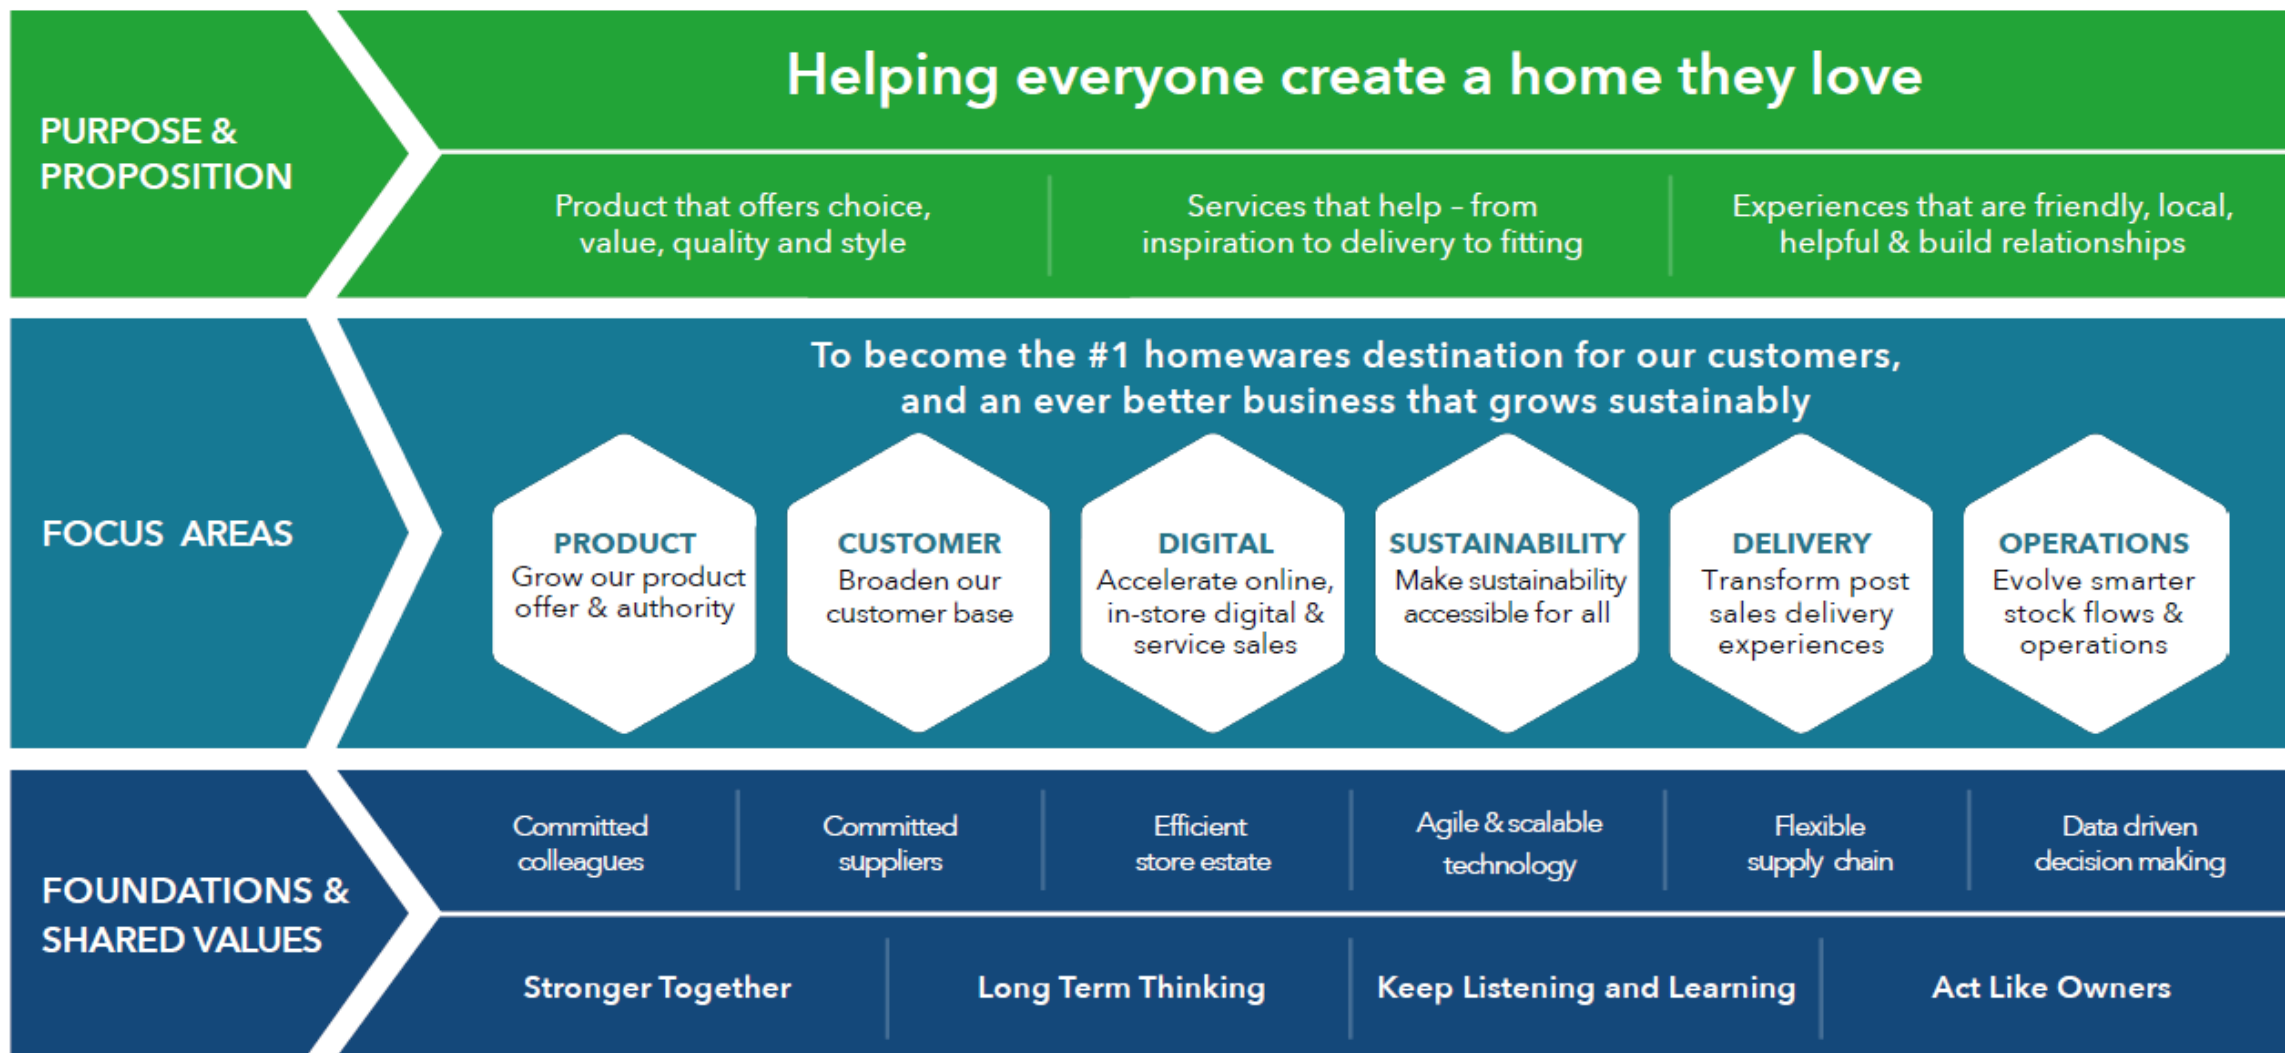 PURPOSE &
PROPOSITION
Helping everyone create a home they love
Product that offers choice,
value, quality and style
Services that help – from
inspiration to delivery to fitting
Experiences that are friendly, local,
helpful & build relationships
FOCUS AREAS
To become the #1 homewares destination for our customers,
and an ever better business that grows sustainably
PRODUCT
Grow our product
offer & authority
CUSTOMER
Broaden our
customer base
DIGITAL
Accelerate online,
in-store digital &
service sales
SUSTAINABILITY
Make sustainability
accessible for all
DELIVERY
Transform post
sales delivery
experiences
OPERATIONS
Evolve smarter
stock flows &
operations
FOUNDATIONS &
SHARED VALUES
Committed
colleagues
Committed
suppliers
Efficient
store estate
Agile & scalable
technology
Flexible
supply chain
Data driven
decision making
Stronger Together
Long Term Thinking
Keep Listening and Learning
Act Like Owners